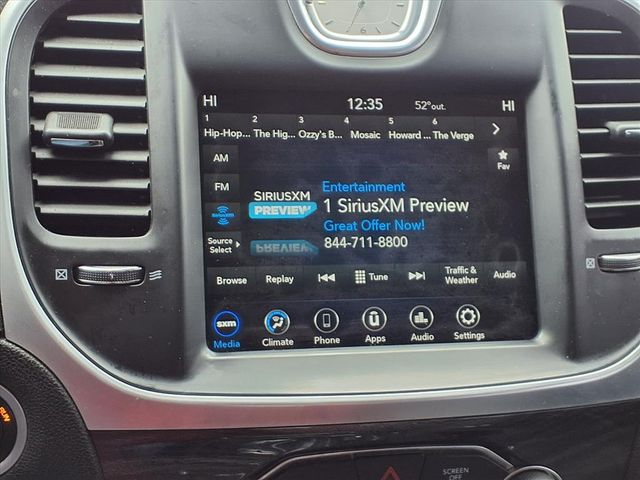 HI 12:35 52°out. HI
1 2 3 4 5 6
Hip-Hop... The Hig... Ozzy's B... Mosaic Howard ... The Verge
AM
Fav
FM
SIRIUSXM
PREVIEW
Entertainment
1 SiriusXM Preview
Great Offer Now!
844-711-8800
SiriusXM
Source
Select
Browse Replay Tune Traffic &
Weather Audio
sxm
Media Climate Phone Apps Audio Settings
RUN
SCREEN
OFF